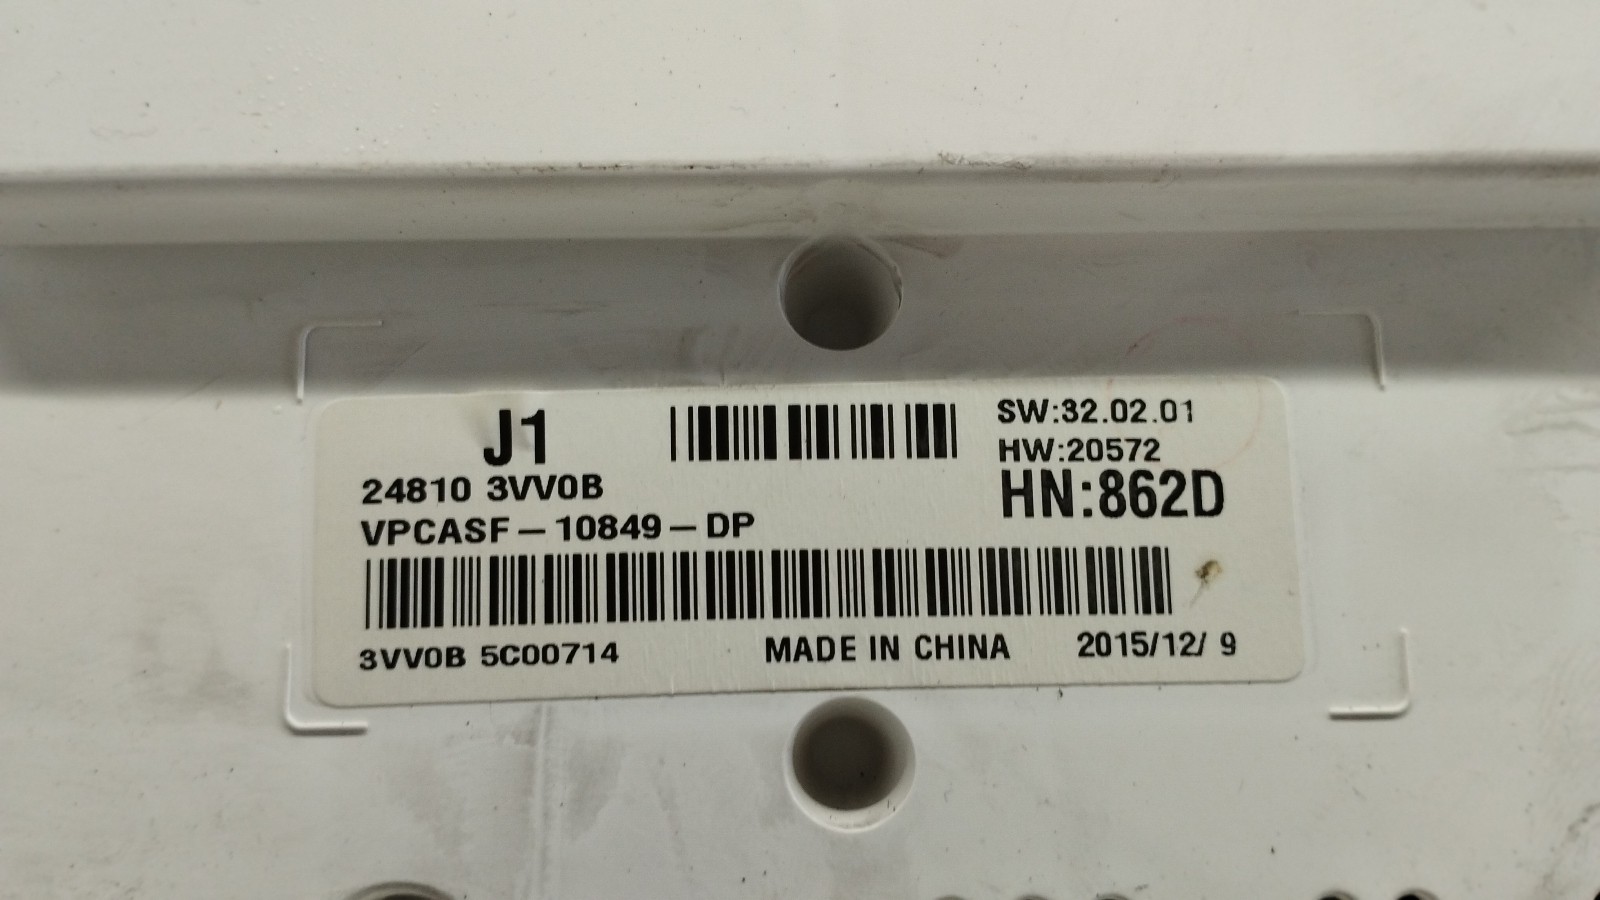 J1
SW:32.02.01
HW:20572
24810 3VV0B
HN:862D
VPCASF-10849-DP
3VV0B 5C00714 MADE IN CHINA 2015/12/ 9